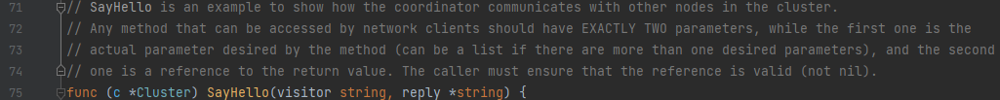 71 // SayHello is an example to show how the coordinator communicates with other nodes in the cluster.
72 // Any method that can be accessed by network clients should have EXACTLY TWO parameters, while the first one is the
73 // actual parameter desired by the method (can be a list if there are more than one desired parameters), and the second
74 // one is a reference to the return value. The caller must ensure that the reference is valid (not nil).
75 func (c *Cluster) SayHello(visitor string, reply *string) {